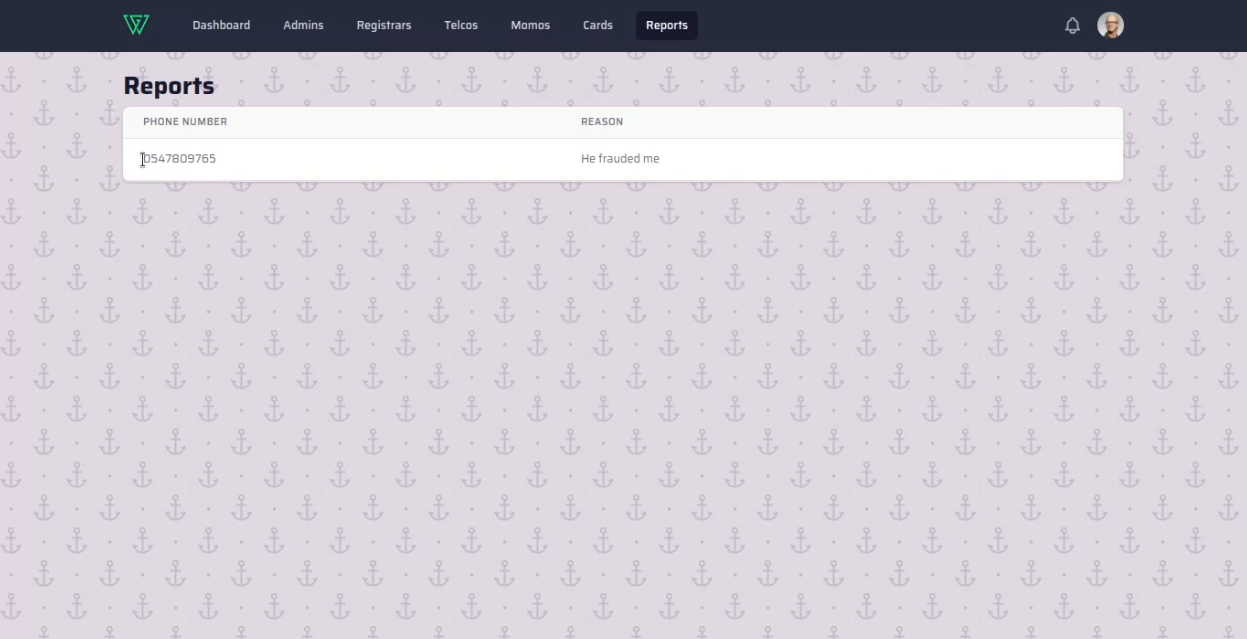 Dashboard Admins Registrars Telcos Momos Cards Reports
Reports
PHONE NUMBER REASON
0547809765 He frauded me